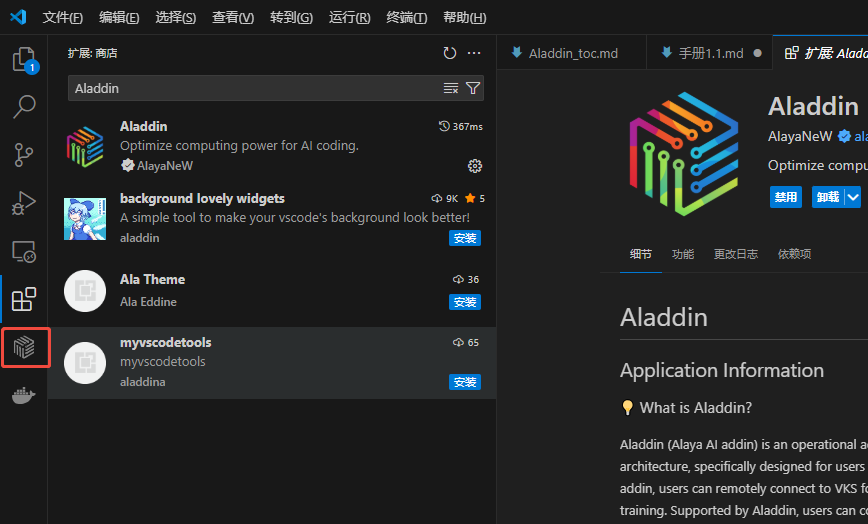 文件(F) 编辑(E) 选择(S) 查看(V) 转到(G) 运行(R) 终端(T) 帮助(H)
1
扩展: 商店
Aladdin
Aladdin
367ms
Optimize computing power for AI coding.
AlayaNeW
background lovely widgets
9K 5
A simple tool to make your vscode's background look better!
aladdin
安装
Ala Theme
36
Ala Eddine
安装
myvscodetools
65
myvscodetools
aladdina
安装
Aladdin_toc.md
手册1.1.md
扩展: Aladd
Aladdin
AlayaNeW
ala
Optimize compu
禁用
卸载
细节 功能 更改日志 依赖项
Aladdin
Application Information
What is Aladdin?
Aladdin (Alaya AI addin) is an operational a
architecture, specifically designed for users
addin, users can remotely connect to VKS fo
training. Supported by Aladdin, users can c